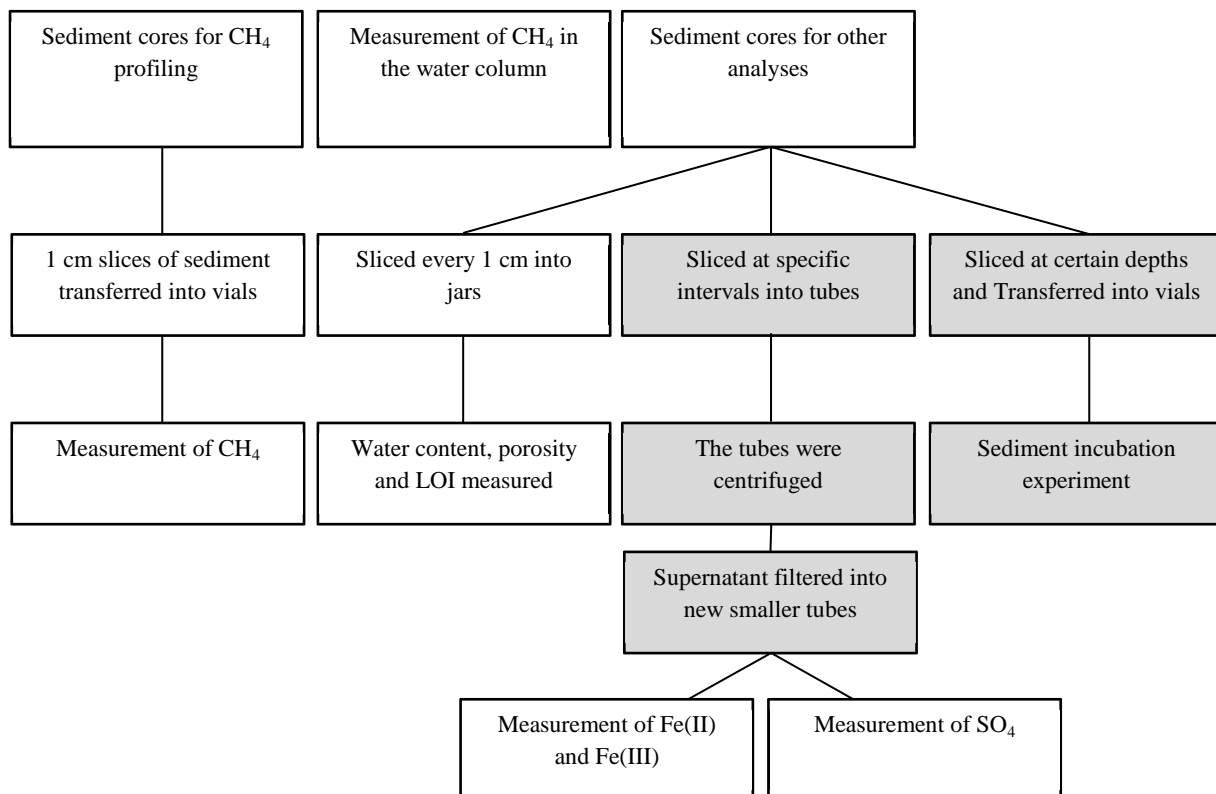 Sediment cores for CH₄
profiling
Measurement of CH₄ in
the water column
Sediment cores for other
analyses
1 cm slices of sediment
transferred into vials
Sliced every 1 cm into
jars
Sliced at specific
intervals into tubes
Sliced at certain depths
and Transferred into vials
Measurement of CH₄
Water content, porosity
and LOI measured
The tubes were
centrifuged
Sediment incubation
experiment
Supernatant filtered into
new smaller tubes
Measurement of Fe(II)
and Fe(III)
Measurement of SO₄